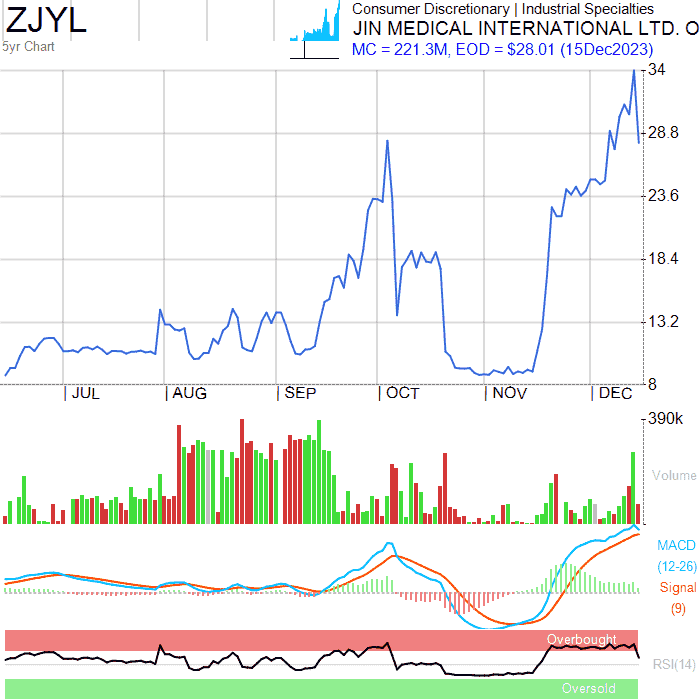 ZJYL
5yr Chart
Consumer Discretionary | Industrial Specialties
JIN MEDICAL INTERNATIONAL LTD. O
MC = 221.3M, EOD = $28.01 (15Dec2023)
34
28.8
23.6
18.4
13.2
8
JUL AUG SEP OCT NOV DEC
390k
Volume
MACD
(12-26)
Signal
(9)
Overbought
RSI(14)
Oversold